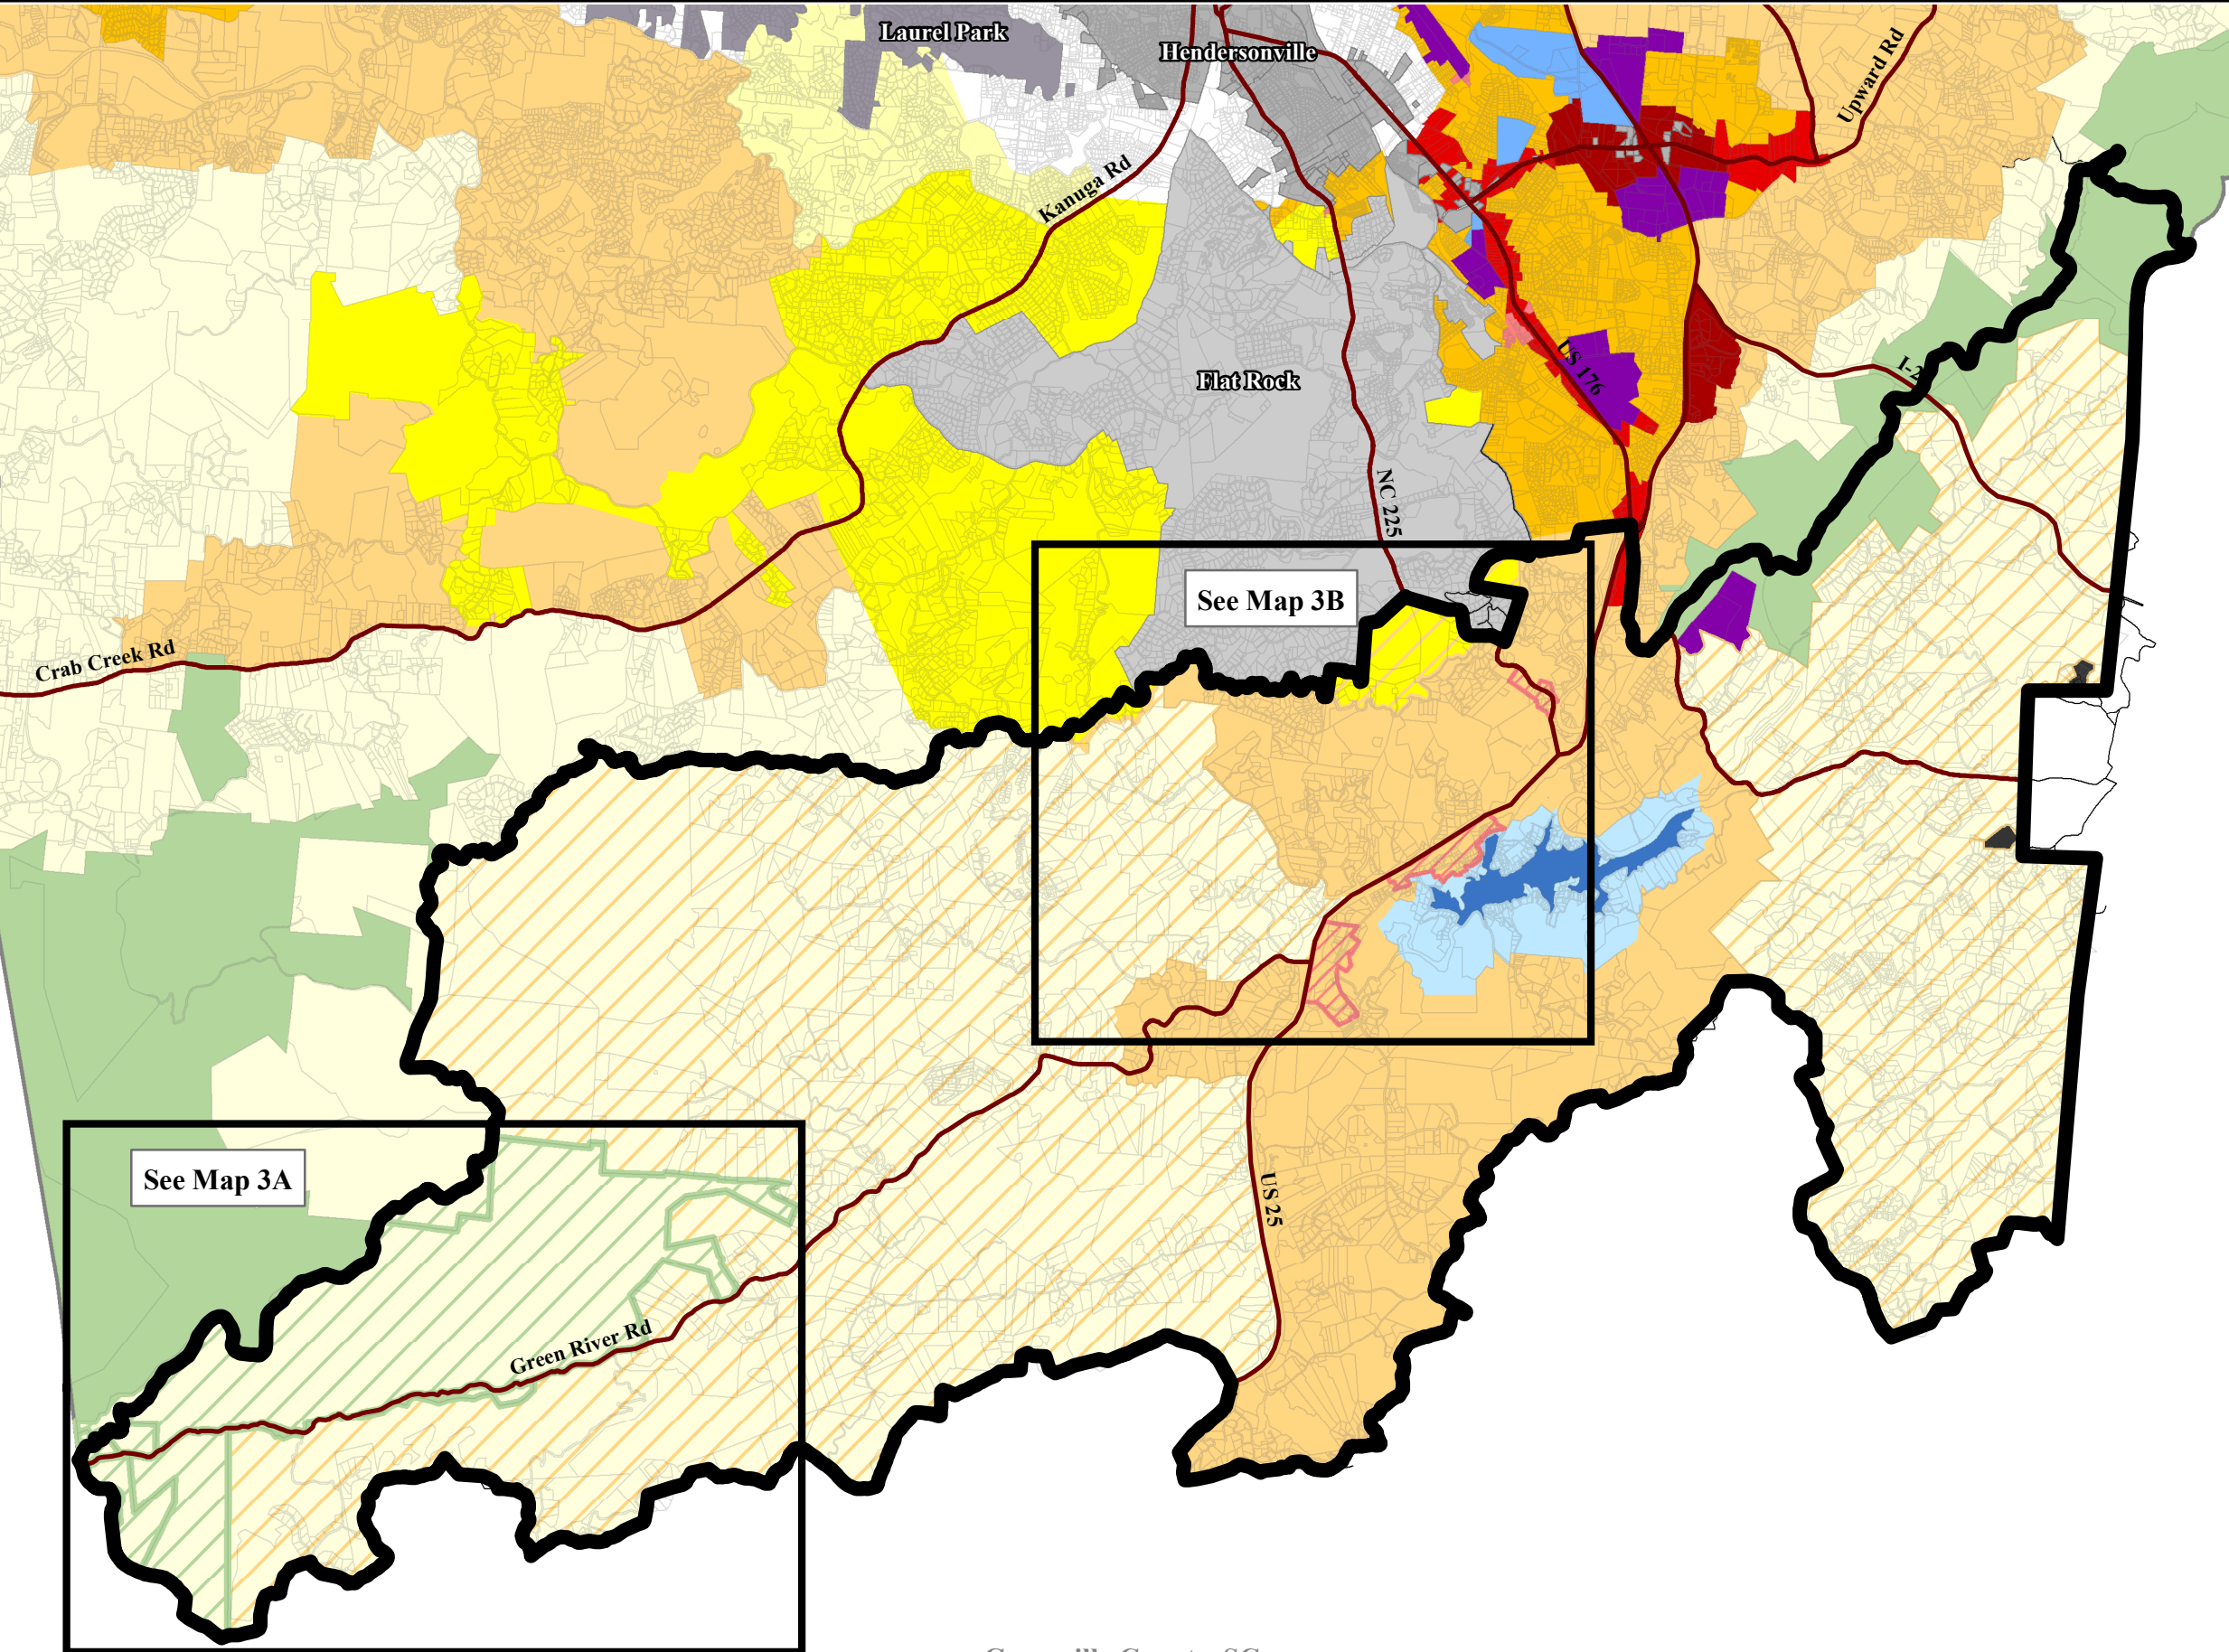 Laurel Park
Hendersonville
Upward Rd
Kanuga Rd
I-2
US 176
Flat Rock
NC 225
See Map 3B
Crab Creek Rd
See Map 3A
US 25
Green River Rd